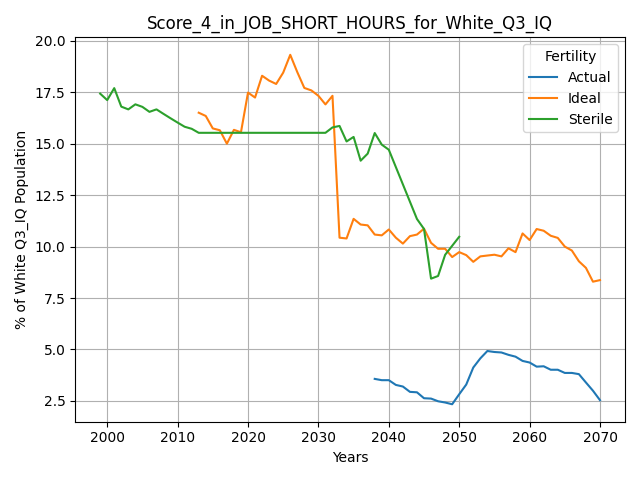 Score_4_in_JOB_SHORT_HOURS_for_White_Q3_IQ
Fertility
Actual
Ideal
Sterile
% of White Q3_IQ Population
20.0
17.5
15.0
12.5
10.0
7.5
5.0
2.5
2000 2010 2020 2030 2040 2050 2060 2070
Years